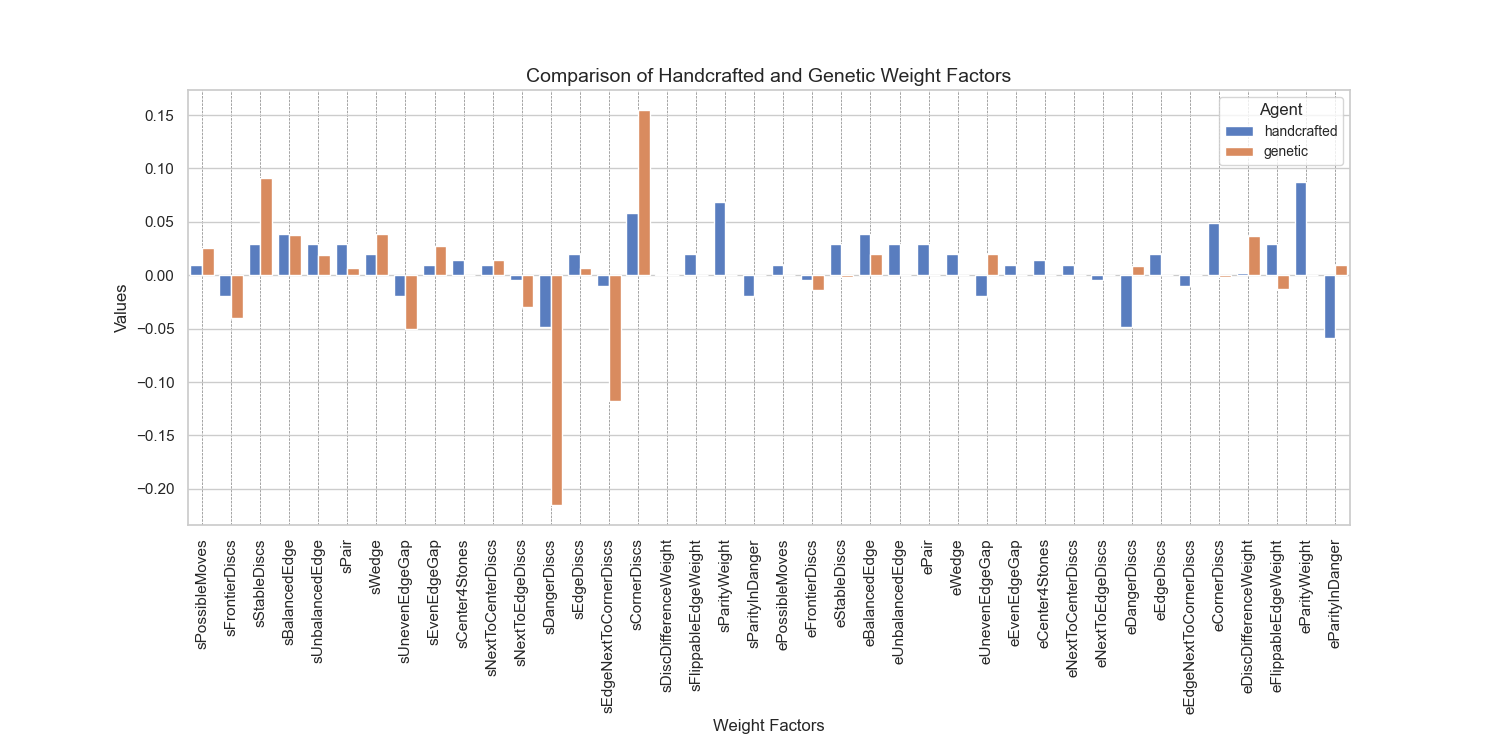 Comparison of Handcrafted and Genetic Weight Factors
Agent
handcrafted
genetic
Values
0.15
0.10
0.05
0.00
−0.05
−0.10
−0.15
−0.20
sPossibleMoves
sFrontierDiscs
sStableDiscs
sBalancedEdge
sUnbalancedEdge
sPair
sWedge
sUnevenEdgeGap
sEvenEdgeGap
sCenter4Stones
sNextToCenterDiscs
sNextToEdgeDiscs
sDangerDiscs
sEdgeDiscs
sEdgeNextToCornerDiscs
sCornerDiscs
sDiscDifferenceWeight
sFlippableEdgeWeight
sParityWeight
sParityInDanger
ePossibleMoves
eFrontierDiscs
eStableDiscs
eBalancedEdge
eUnbalancedEdge
ePair
eWedge
eUnevenEdgeGap
eEvenEdgeGap
eCenter4Stones
eNextToCenterDiscs
eNextToEdgeDiscs
eDangerDiscs
eEdgeDiscs
eEdgeNextToCornerDiscs
eCornerDiscs
eDiscDifferenceWeight
eFlippableEdgeWeight
eParityWeight
eParityInDanger
Weight Factors